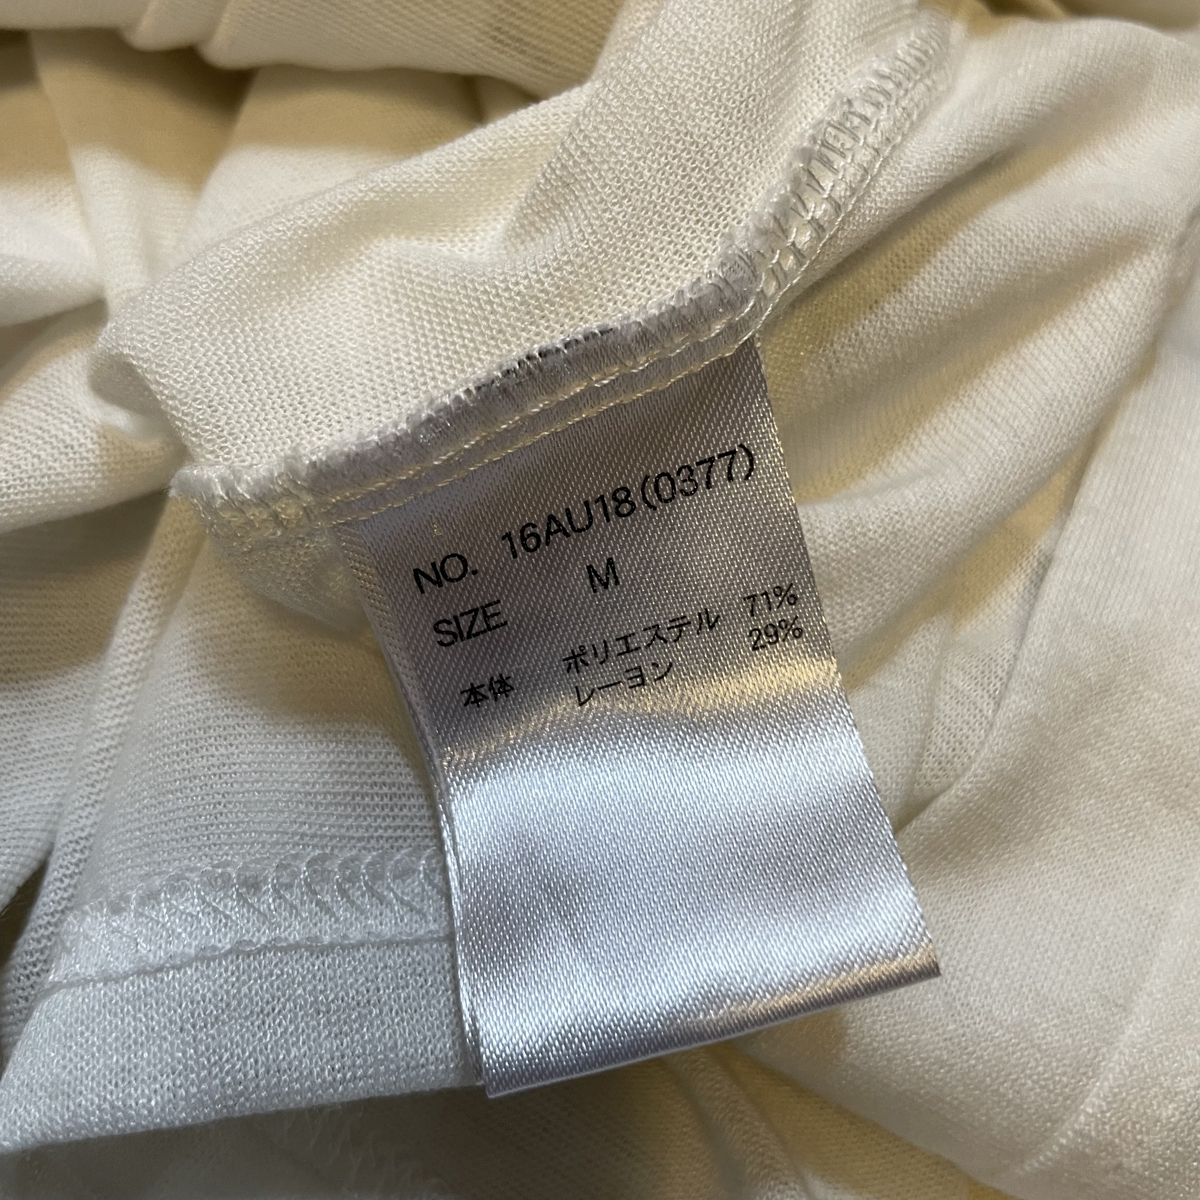 NO. 16AU18(0377)
SIZE M
本体 ポリエステル 71%
レーヨン 29%